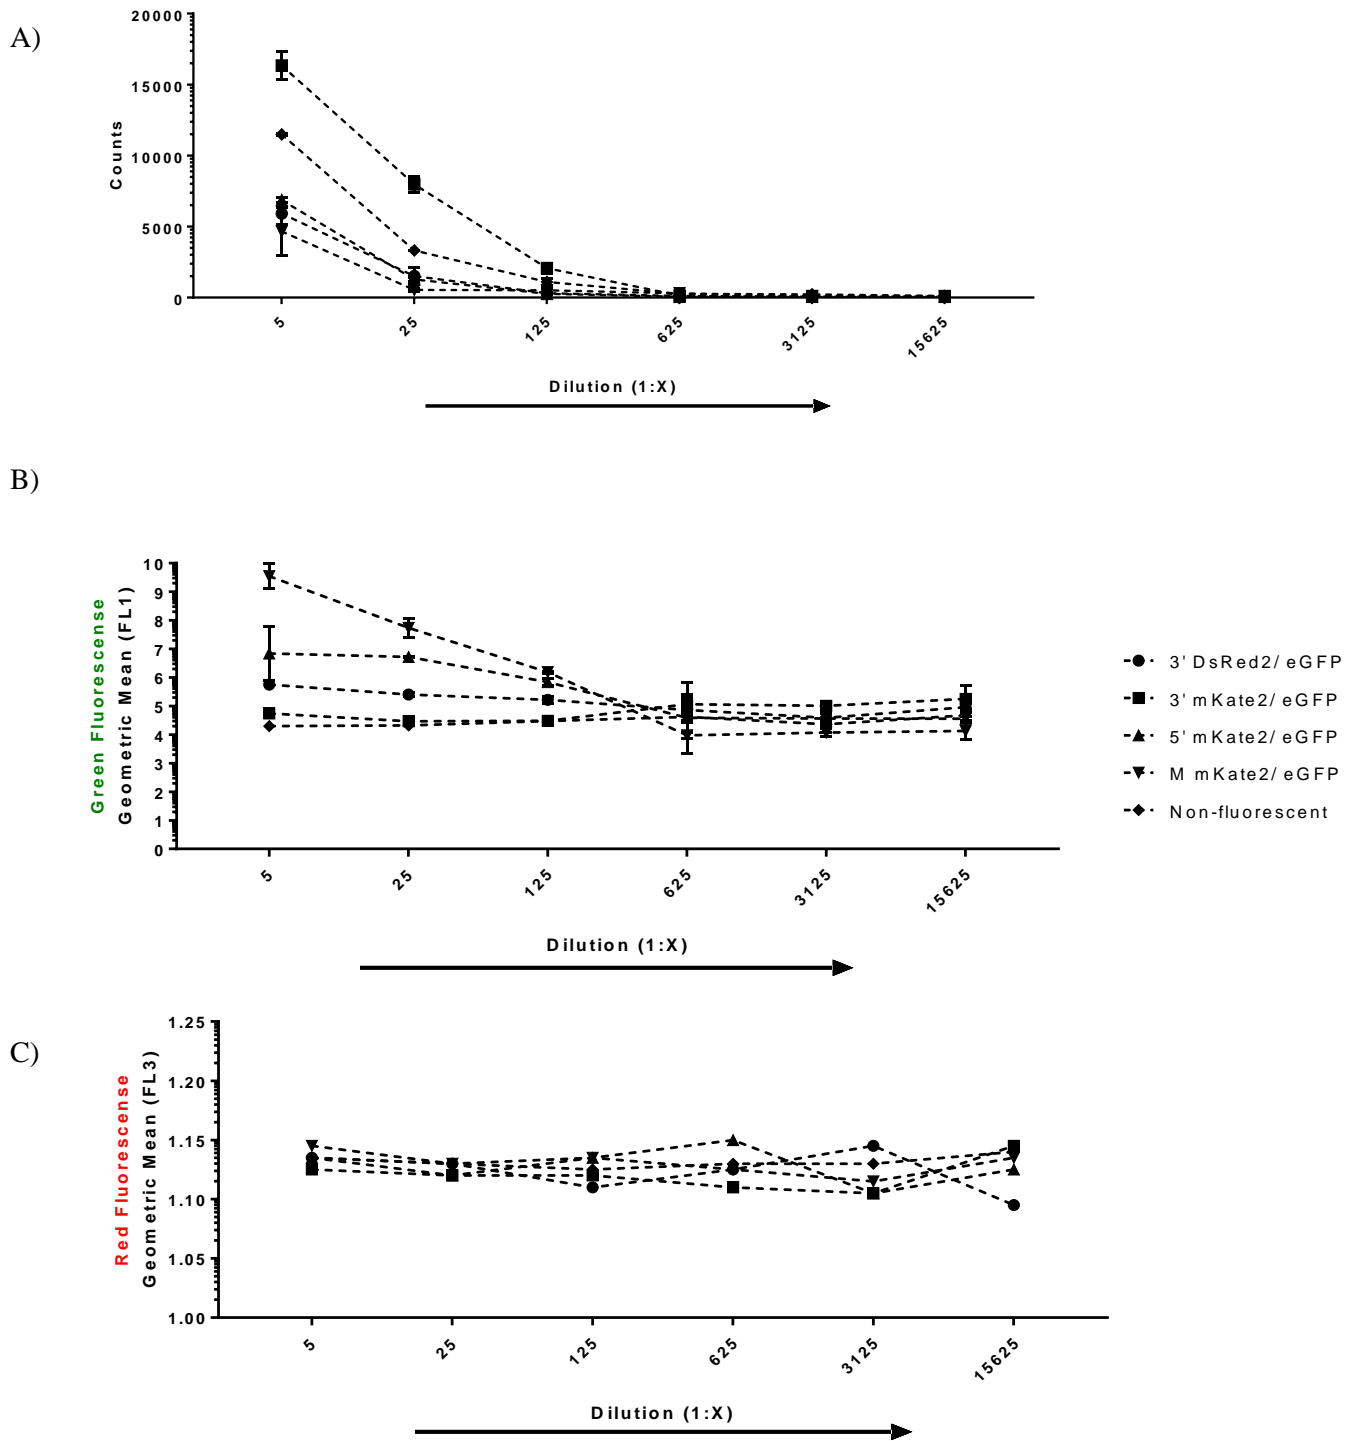 A)
20000
15000
10000
5000
0
Counts
5
25
125
625
3125
15625
Dilution (1:X)
B)
10
9
8
7
6
5
4
3
2
1
0
Green Fluorescense
Geometric Mean (FL1)
5
25
125
625
3125
15625
Dilution (1:X)
3' DsRed2/ eGFP
3' mKate2/ eGFP
5' mKate2/ eGFP
M mKate2/ eGFP
Non-fluorescent
C)
1.25
1.20
1.15
1.10
1.05
1.00
Red Fluorescense
Geometric Mean (FL3)
5
25
125
625
3125
15625
Dilution (1:X)